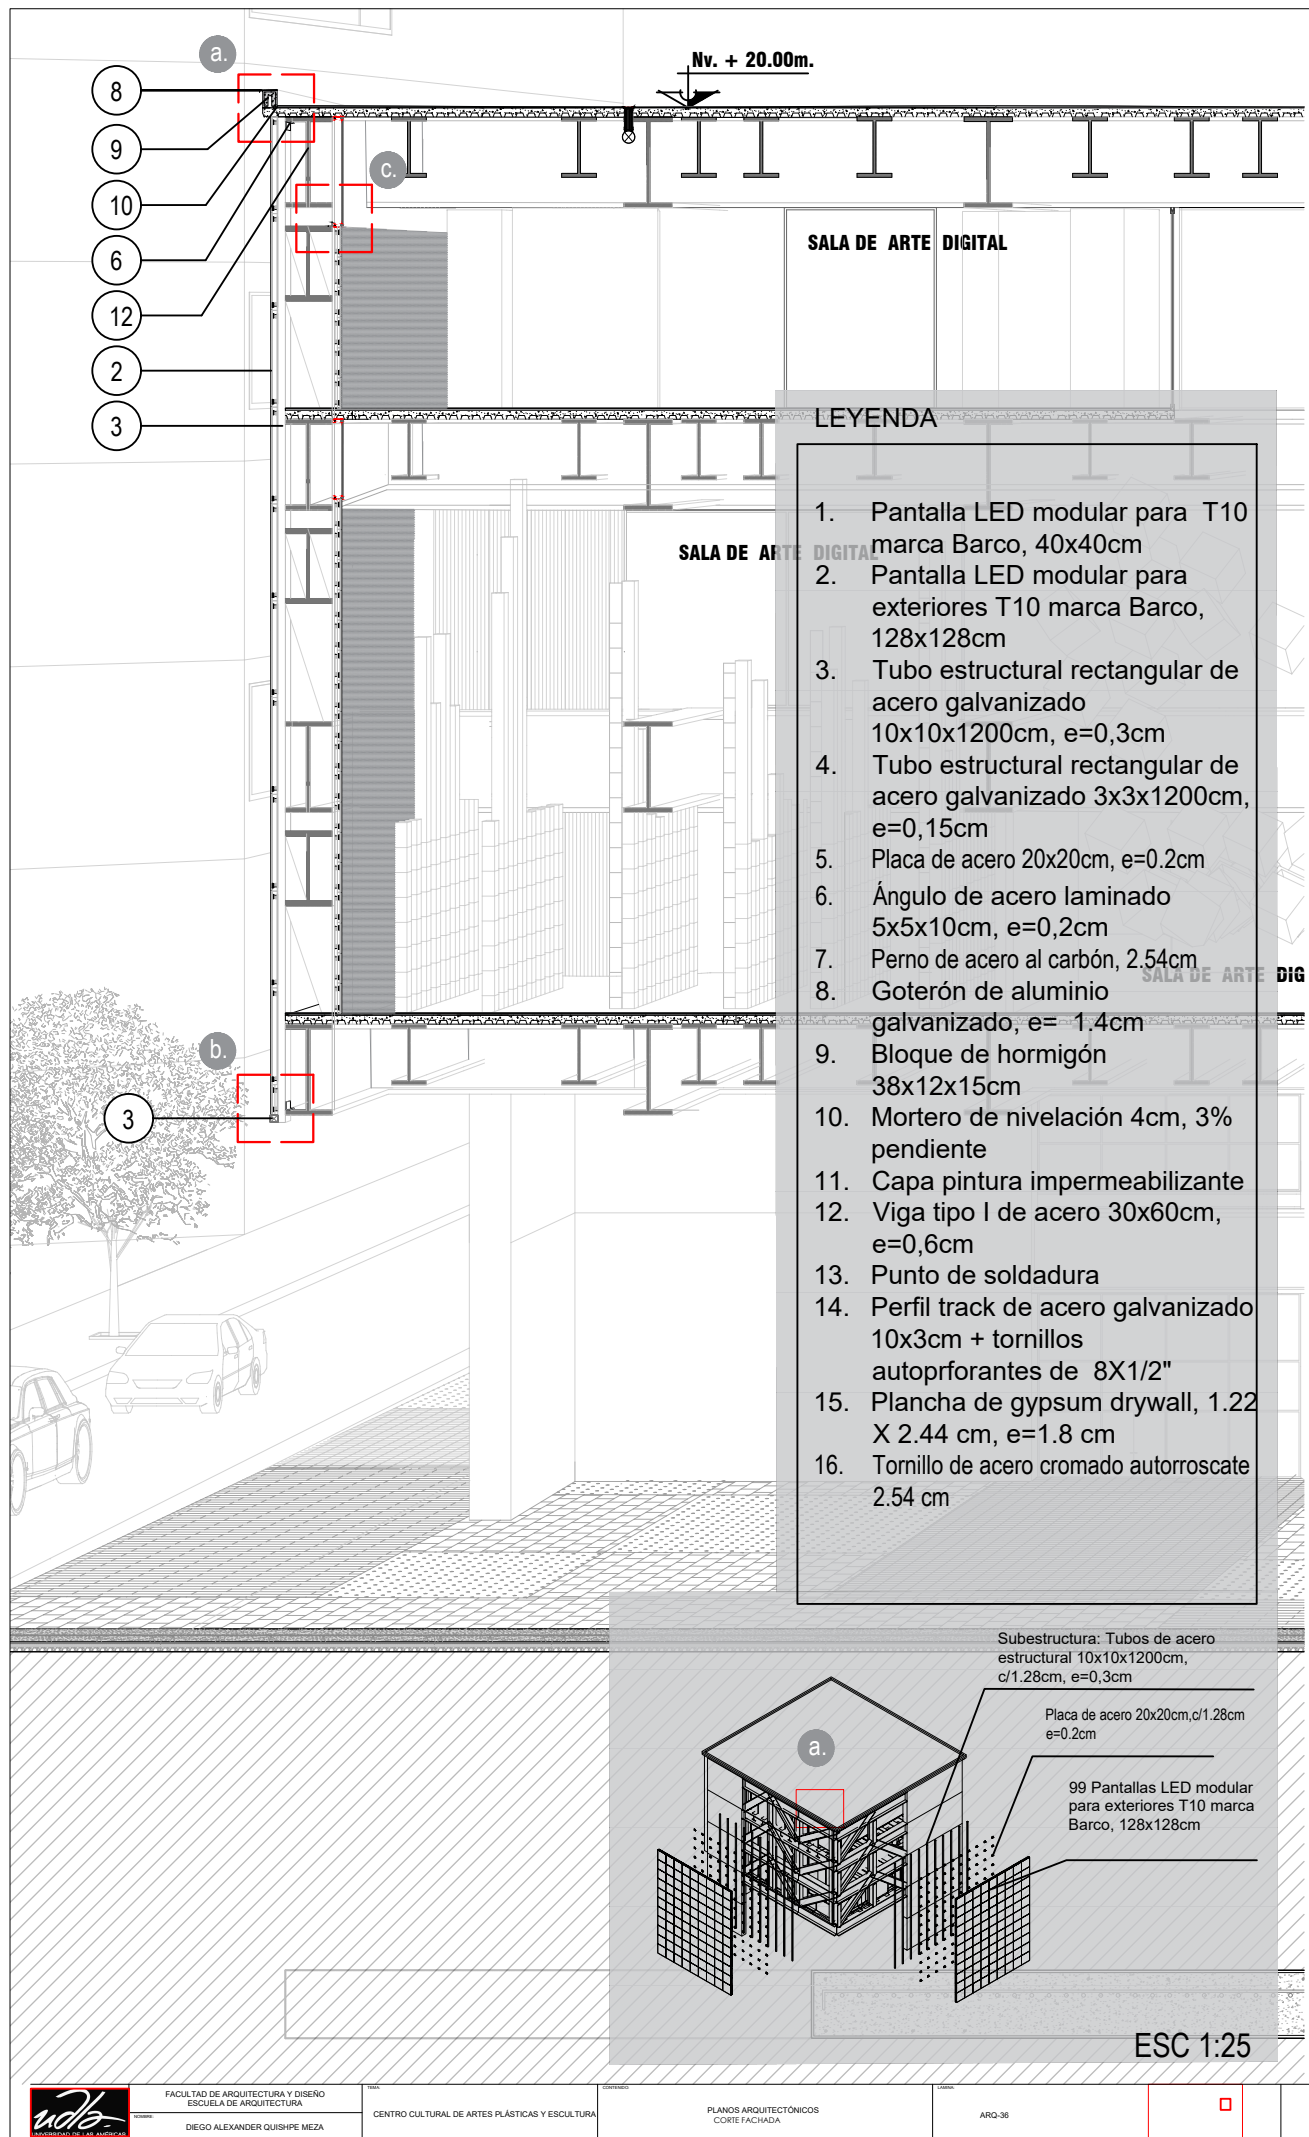 a.
Nv. + 20.00m.
8
9
c.
10
SALA DE ARTE DIGITAL
6
12
2
3
LEYENDA
1. Pantalla LED modular para T10
marca Barco, 40x40cm
SALA DE ARTE DIGITAL
2. Pantalla LED modular para
exteriores T10 marca Barco,
128x128cm
3. Tubo estructural rectangular de
acero galvanizado
10x10x1200cm, e=0,3cm
4. Tubo estructural rectangular de
acero galvanizado 3x3x1200cm,
e=0,15cm
5. Placa de acero 20x20cm, e=0.2cm
6. Ángulo de acero laminado
5x5x10cm, e=0,2cm
7. Perno de acero al carbón, 2.54cm
SALA DE ARTE DIG
8. Goterón de aluminio
galvanizado, e= 1.4cm
9. Bloque de hormigón
38x12x15cm
10. Mortero de nivelación 4cm, 3%
pendiente
11. Capa pintura impermeabilizante
12. Viga tipo I de acero 30x60cm,
e=0,6cm
13. Punto de soldadura
14. Perfil track de acero galvanizado
10x3cm + tornillos
autoprforantes de 8X1/2"
15. Plancha de gypsum drywall, 1.22
X 2.44 cm, e=1.8 cm
16. Tornillo de acero cromado autorroscate
2.54 cm
b.
3
Subestructura: Tubos de acero
estructural 10x10x1200cm,
c/1.28cm, e=0,3cm
Placa de acero 20x20cm,c/1.28cm
e=0.2cm
a.
99 Pantallas LED modular
para exteriores T10 marca
Barco, 128x128cm
ESC 1:25
udla
UNIVERSIDAD DE LAS AMÉRICAS
FACULTAD DE ARQUITECTURA Y DISEÑO
ESCUELA DE ARQUITECTURA
NOMBRE:
DIEGO ALEXANDER QUISHPE MEZA
TEMA:
CENTRO CULTURAL DE ARTES PLÁSTICAS Y ESCULTURA
CONTENIDO:
PLANOS ARQUITECTÓNICOS
CORTE FACHADA
LAMINA:
ARQ-36